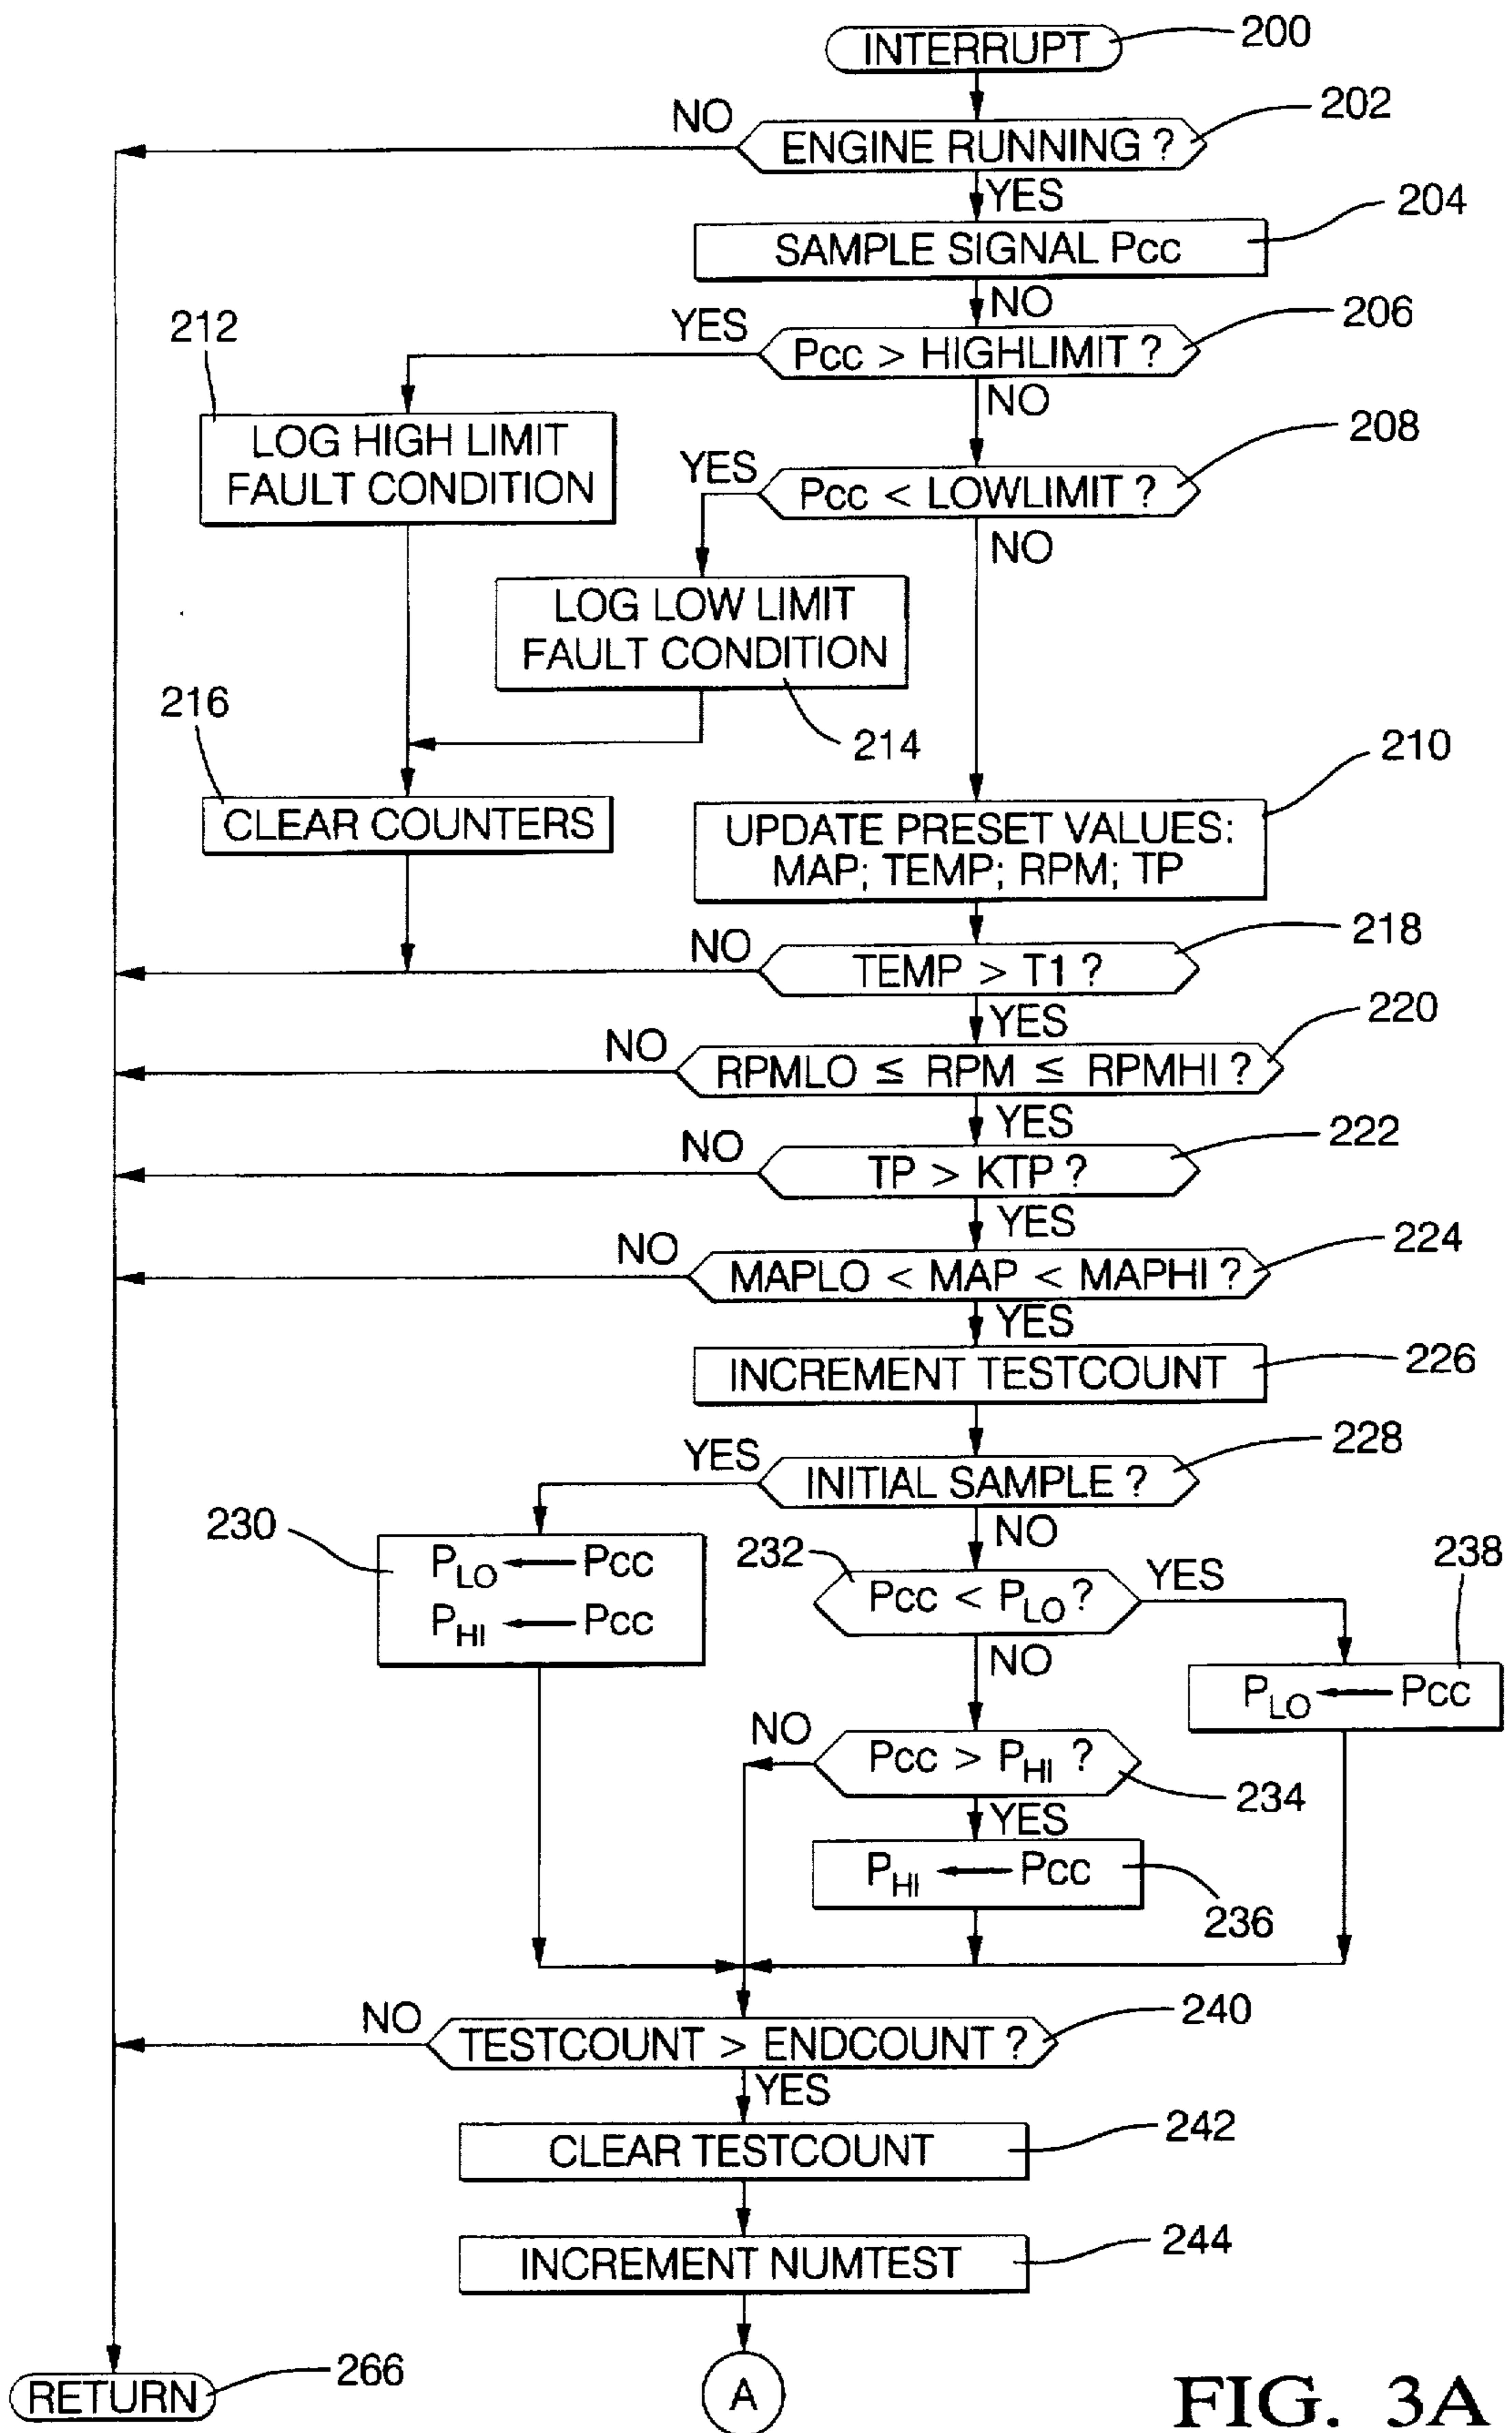 INTERRUPT
200
NO
ENGINE RUNNING ?
202
YES
204
SAMPLE SIGNAL Pcc
NO
206
212
YES
Pcc > HIGHLIMIT ?
NO
LOG HIGH LIMIT
FAULT CONDITION
208
YES
Pcc < LOWLIMIT ?
NO
LOG LOW LIMIT
FAULT CONDITION
216
214
210
CLEAR COUNTERS
UPDATE PRESET VALUES:
MAP; TEMP; RPM; TP
218
NO
TEMP > T1 ?
YES
220
NO
RPMLO ≤ RPM ≤ RPMHI ?
YES
222
NO
TP > KTP ?
YES
224
NO
MAPLO < MAP < MAPHI ?
YES
INCREMENT TESTCOUNT
226
228
YES
INITIAL SAMPLE ?
230
NO
232
238
PLO ← Pcc
PHI ← Pcc
Pcc < PLO ?
YES
NO
PLO ← Pcc
NO
Pcc > PHI ?
234
YES
PHI ← Pcc
236
240
NO
TESTCOUNT > ENDCOUNT ?
YES
242
CLEAR TESTCOUNT
244
INCREMENT NUMTEST
266
RETURN
A
FIG. 3A